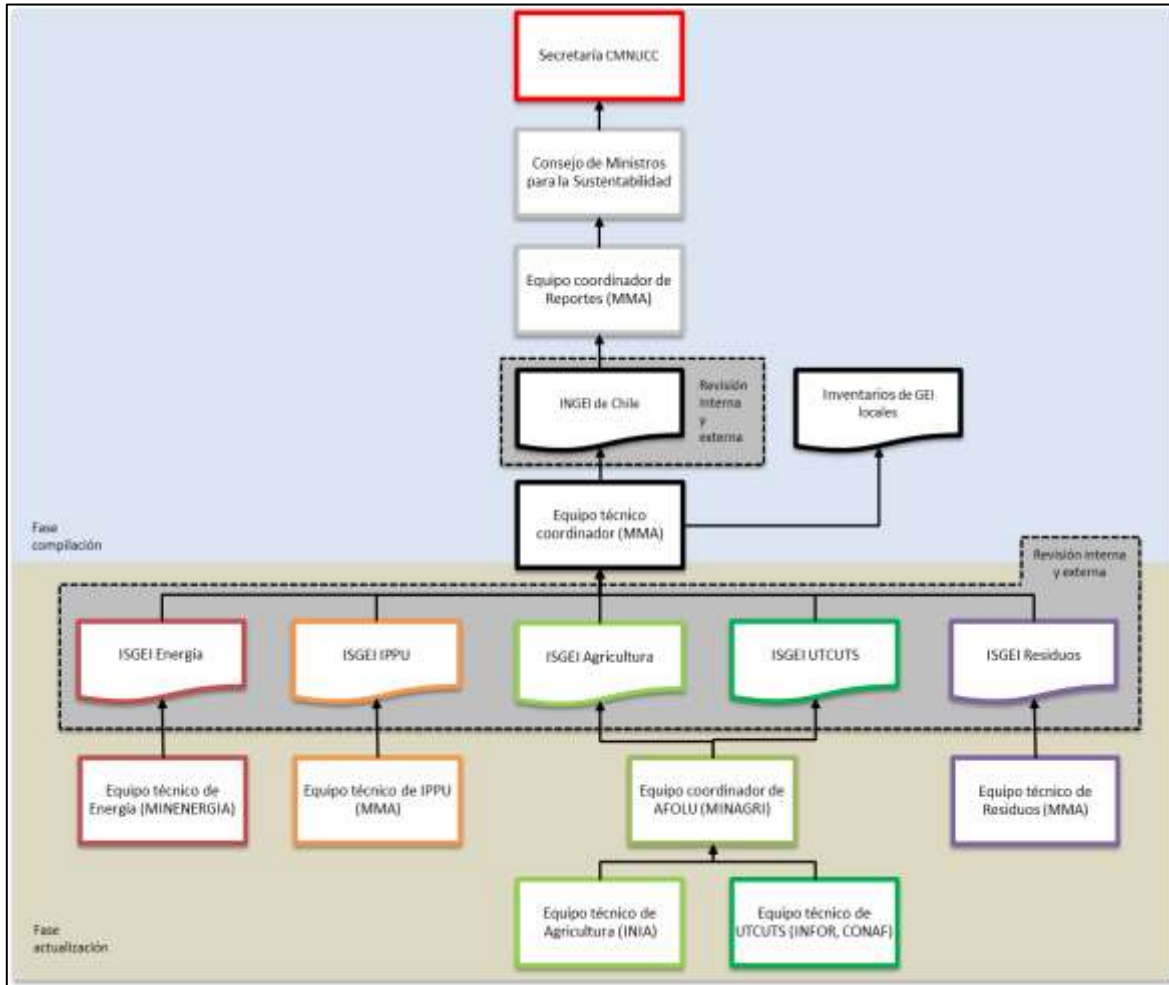 Secretaría CMNUCC
Consejo de Ministros
para la Sustentabilidad
Equipo coordinador de
Reportes (MMA)
INGEI de Chile
Revisión
interna
y
externa
Inventarios de GEI
locales
Equipo técnico
coordinador (MMA)
Fase
compilación
Revisión interna
y externa
ISGEI Energía
ISGEI IPPU
ISGEI Agricultura
ISGEI UTCUTS
ISGEI Residuos
Equipo técnico de
Energía (MINENERGIA)
Equipo técnico de IPPU
(MMA)
Equipo coordinador de
AFOLU (MINAGRI)
Equipo técnico de
Residuos (MMA)
Equipo técnico de
Agricultura (INIA)
Equipo técnico de
UTCUTS (INFOR, CONAF)
Fase
actualización